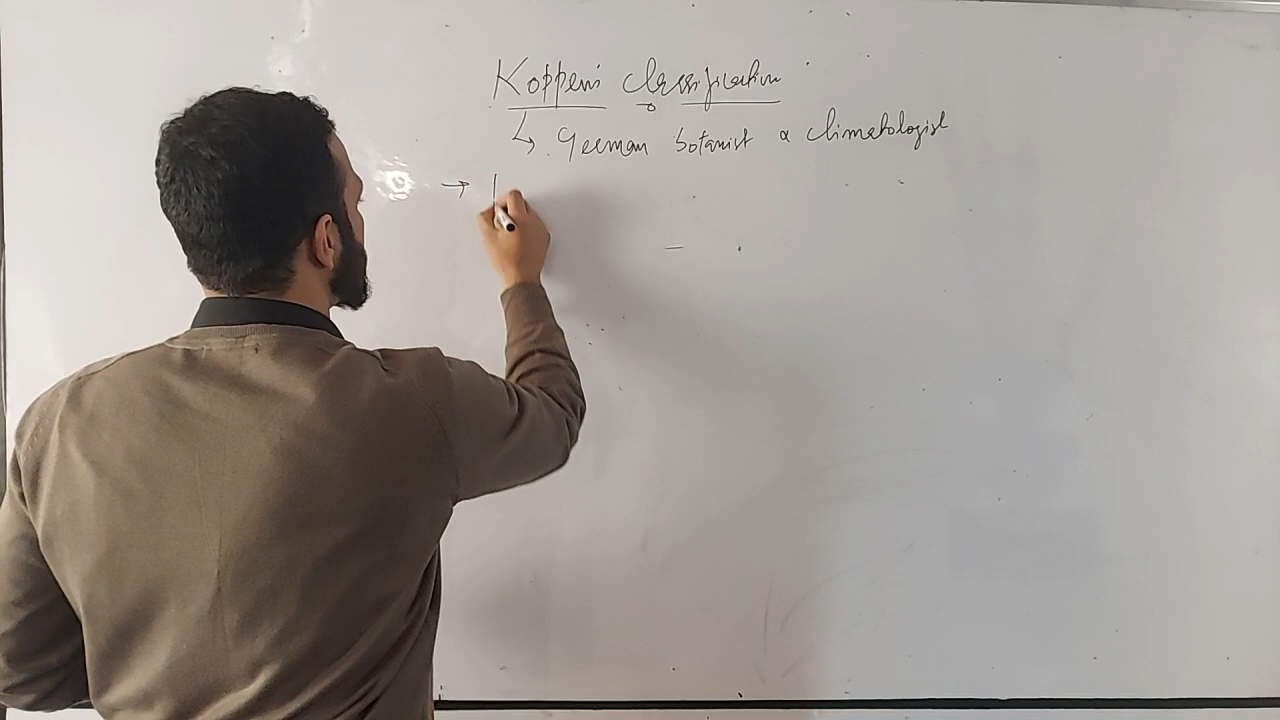 Koppen's classification
↳ German botanist & climatologist
→